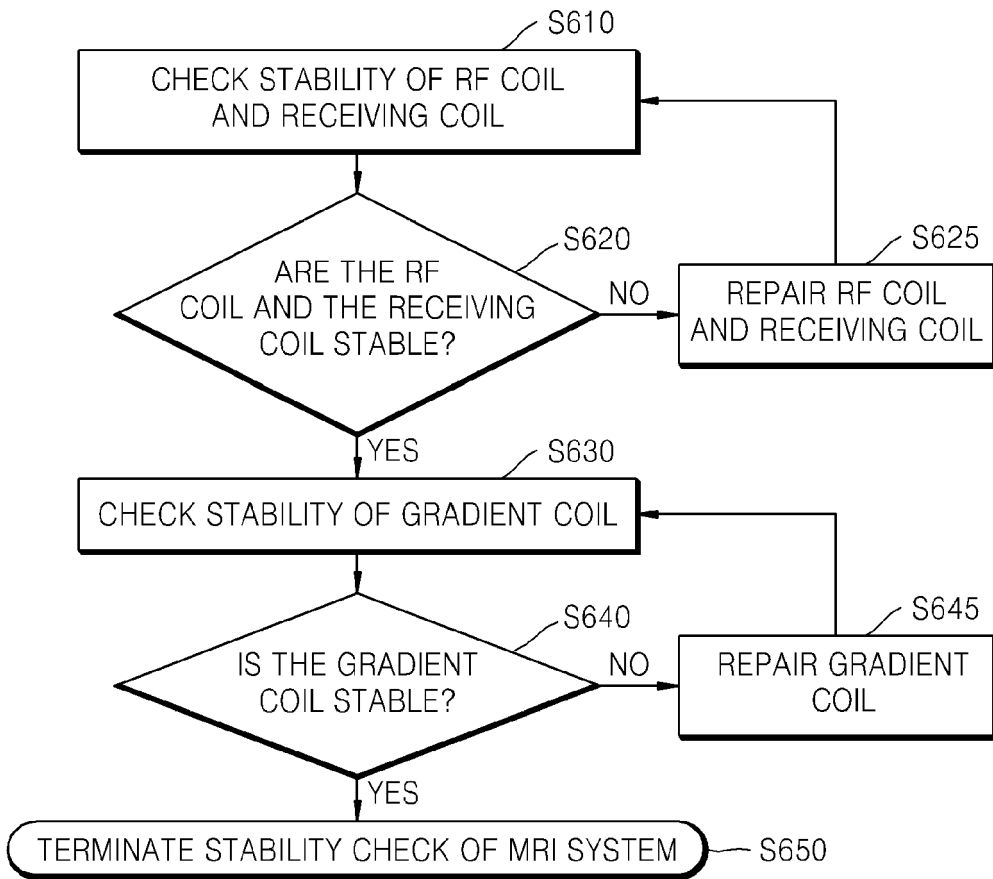 S610
CHECK STABILITY OF RF COIL
AND RECEIVING COIL
S620
ARE THE RF
COIL AND THE RECEIVING
COIL STABLE?
NO
S625
REPAIR RF COIL
AND RECEIVING COIL
YES
S630
CHECK STABILITY OF GRADIENT COIL
S640
IS THE GRADIENT
COIL STABLE?
NO
S645
REPAIR GRADIENT
COIL
YES
TERMINATE STABILITY CHECK OF MRI SYSTEM
S650